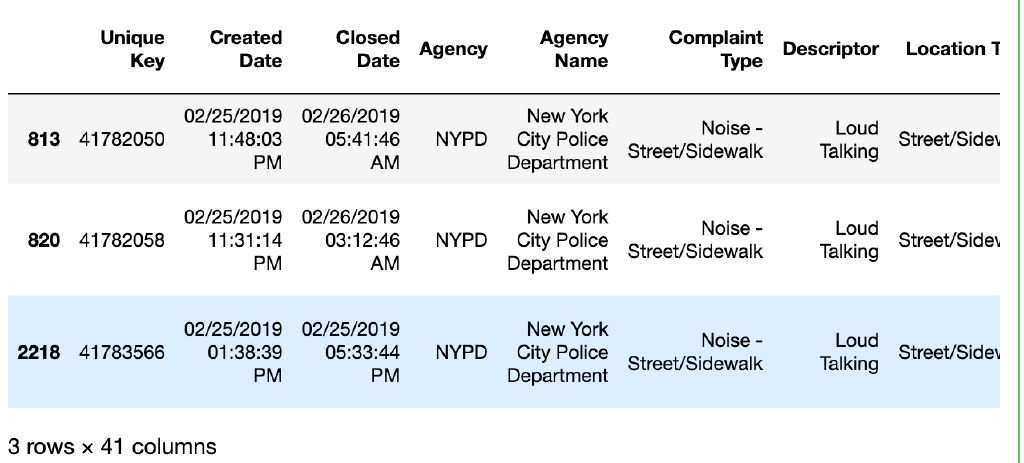 Unique Key Created Date Closed Date Agency Agency Name Complaint Type Descriptor Location T
813 41782050 02/25/2019 11:48:03 PM 02/26/2019 05:41:46 AM NYPD New York City Police Department Noise - Street/Sidewalk Loud Talking Street/Sidew
820 41782058 02/25/2019 11:31:14 PM 02/26/2019 03:12:46 AM NYPD New York City Police Department Noise - Street/Sidewalk Loud Talking Street/Sidew
2218 41783566 02/25/2019 01:38:39 PM 02/25/2019 05:33:44 PM NYPD New York City Police Department Noise - Street/Sidewalk Loud Talking Street/Sidew
3 rows × 41 columns